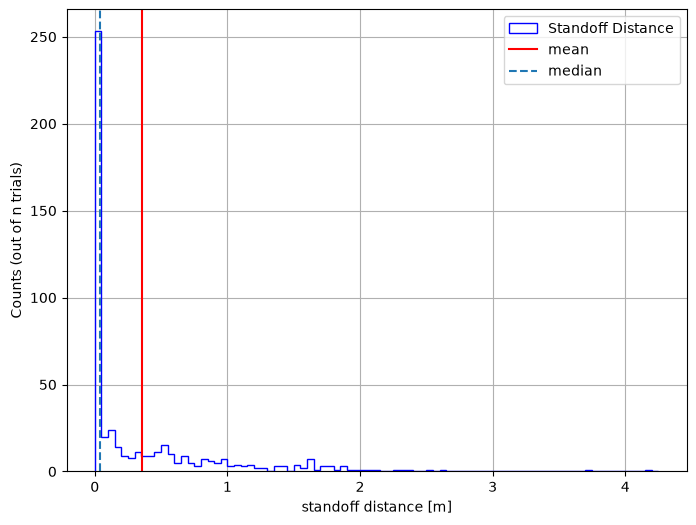 Standoff Distance
mean
median
250
200
150
100
50
0
Counts (out of n trials)
0 1 2 3 4
standoff distance [m]